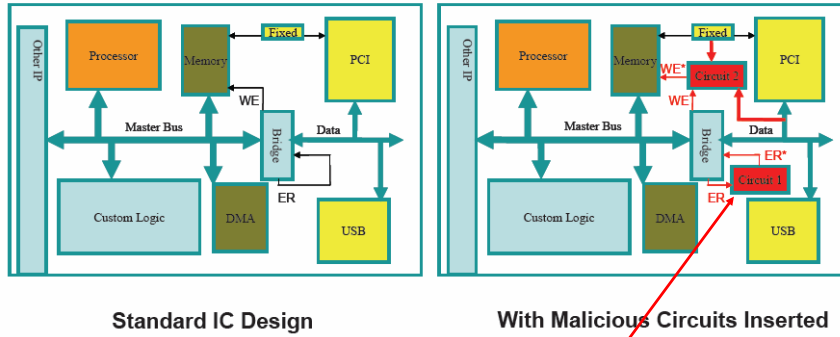 Other IP
Processor
Memory
Fixed
PCI
WE
Master Bus
Bridge
Data
ER
Custom Logic
DMA
USB
Standard IC Design
Other IP
Processor
Memory
Fixed
PCI
WE*
Circuit 2
WE
Master Bus
Bridge
Data
ER*
Circuit 1
ER
Custom Logic
DMA
USB
With Malicious Circuits Inserted